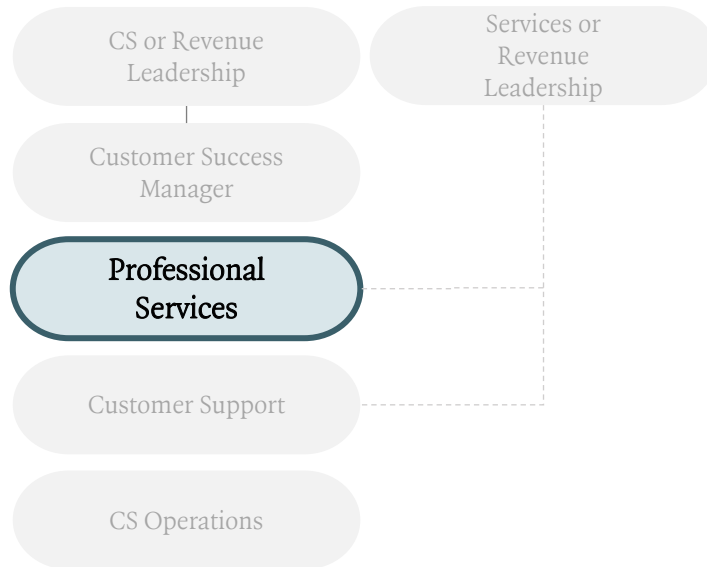 CS or Revenue
Leadership
Services or
Revenue
Leadership
Customer Success
Manager
Professional
Services
Customer Support
CS Operations